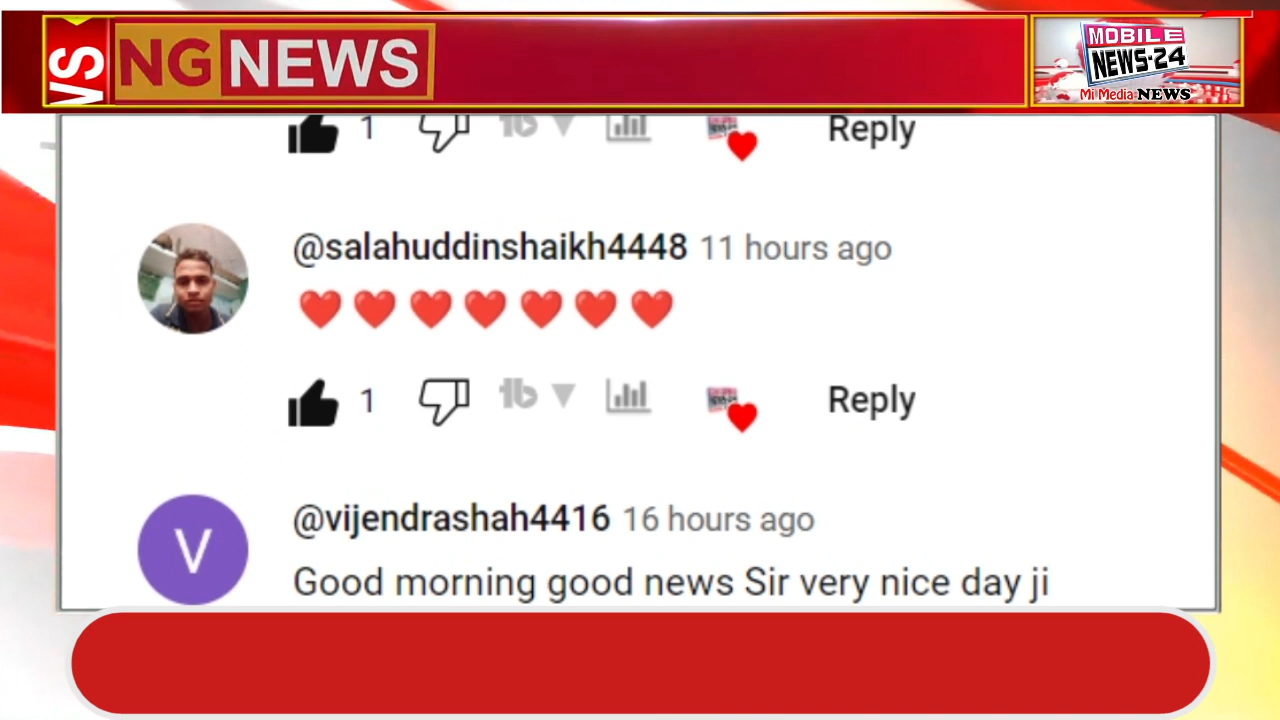 VS
NG NEWS
MOBILE
NEWS-24
Mi Media NEWS
1
Reply
@salahuddinshaikh4448 11 hours ago
❤️ ❤️ ❤️ ❤️ ❤️ ❤️ ❤️
1
Reply
V
@vijendrashah4416 16 hours ago
Good morning good news Sir very nice day ji